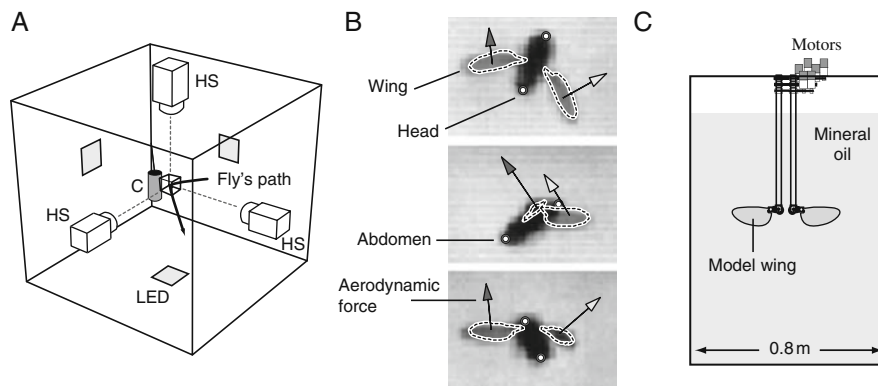 A
HS
C
Fly's path
HS
HS
LED
B
Wing
Head
Abdomen
Aerodynamic
force
C
Motors
Mineral
oil
Model wing
0.8 m